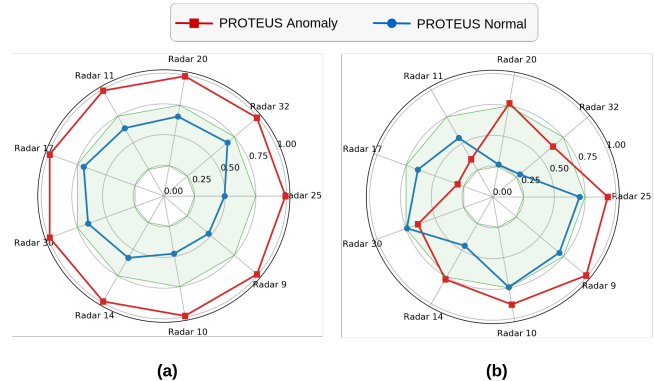 PROTEUS Anomaly PROTEUS Normal
Radar 20
Radar 11
Radar 32
Radar 17
1.00
0.75
0.50
0.25
0.00
Radar 25
Radar 30
Radar 9
Radar 14
Radar 10
(a)
Radar 20
Radar 11
Radar 32
Radar 17
1.00
0.75
0.50
0.25
0.00
Radar 25
Radar 30
Radar 9
Radar 14
Radar 10
(b)